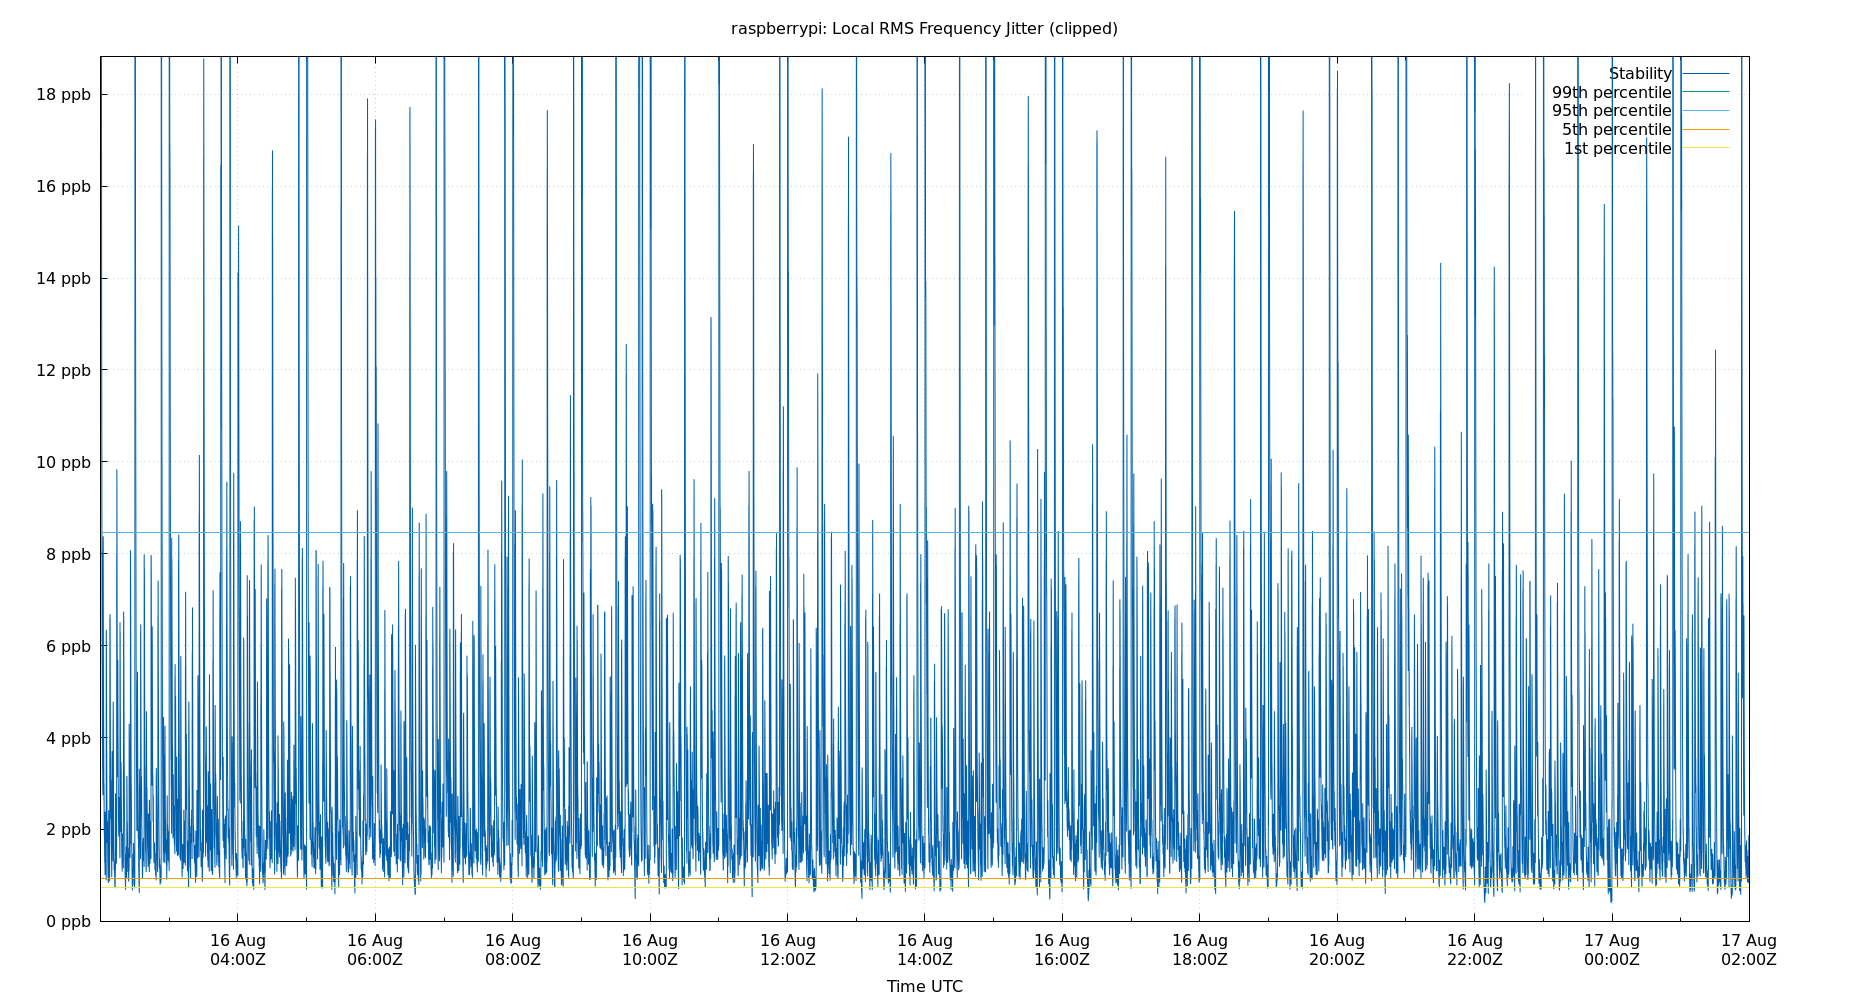 raspberrypi: Local RMS Frequency Jitter (clipped)
Stability
99th percentile
95th percentile
5th percentile
1st percentile
18 ppb
16 ppb
14 ppb
12 ppb
10 ppb
8 ppb
6 ppb
4 ppb
2 ppb
0 ppb
16 Aug 16 Aug 16 Aug 16 Aug 16 Aug 16 Aug 16 Aug 16 Aug 16 Aug 16 Aug 17 Aug 17 Aug
04:00Z 06:00Z 08:00Z 10:00Z 12:00Z 14:00Z 16:00Z 18:00Z 20:00Z 22:00Z 00:00Z 02:00Z
Time UTC